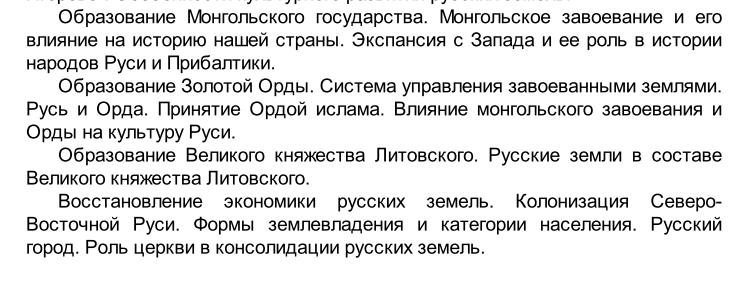 Образование Монгольского государства. Монгольское завоевание и его
влияние на историю нашей страны. Экспансия с Запада и ее роль в истории
народов Руси и Прибалтики.
Образование Золотой Орды. Система управления завоеванными землями.
Русь и Орда. Принятие Ордой ислама. Влияние монгольского завоевания и
Орды на культуру Руси.
Образование Великого княжества Литовского. Русские земли в составе
Великого княжества Литовского.
Восстановление экономики русских земель. Колонизация Северо-
Восточной Руси. Формы землевладения и категории населения. Русский
город. Роль церкви в консолидации русских земель.